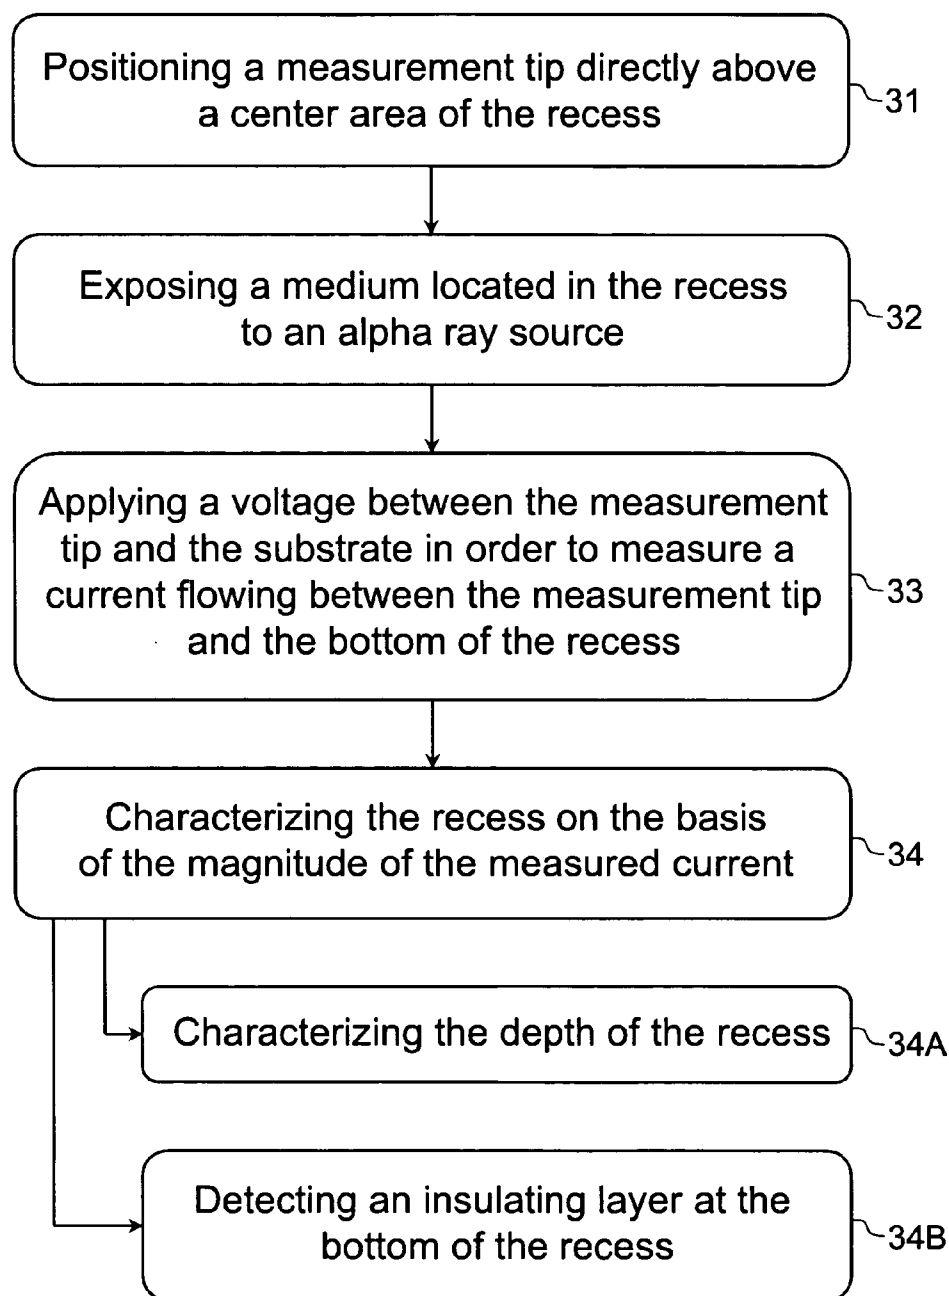 Positioning a measurement tip directly above
a center area of the recess
31
Exposing a medium located in the recess
to an alpha ray source
32
Applying a voltage between the measurement
tip and the substrate in order to measure a
current flowing between the measurement tip
and the bottom of the recess
33
Characterizing the recess on the basis
of the magnitude of the measured current
34
Characterizing the depth of the recess
34A
Detecting an insulating layer at the
bottom of the recess
34B